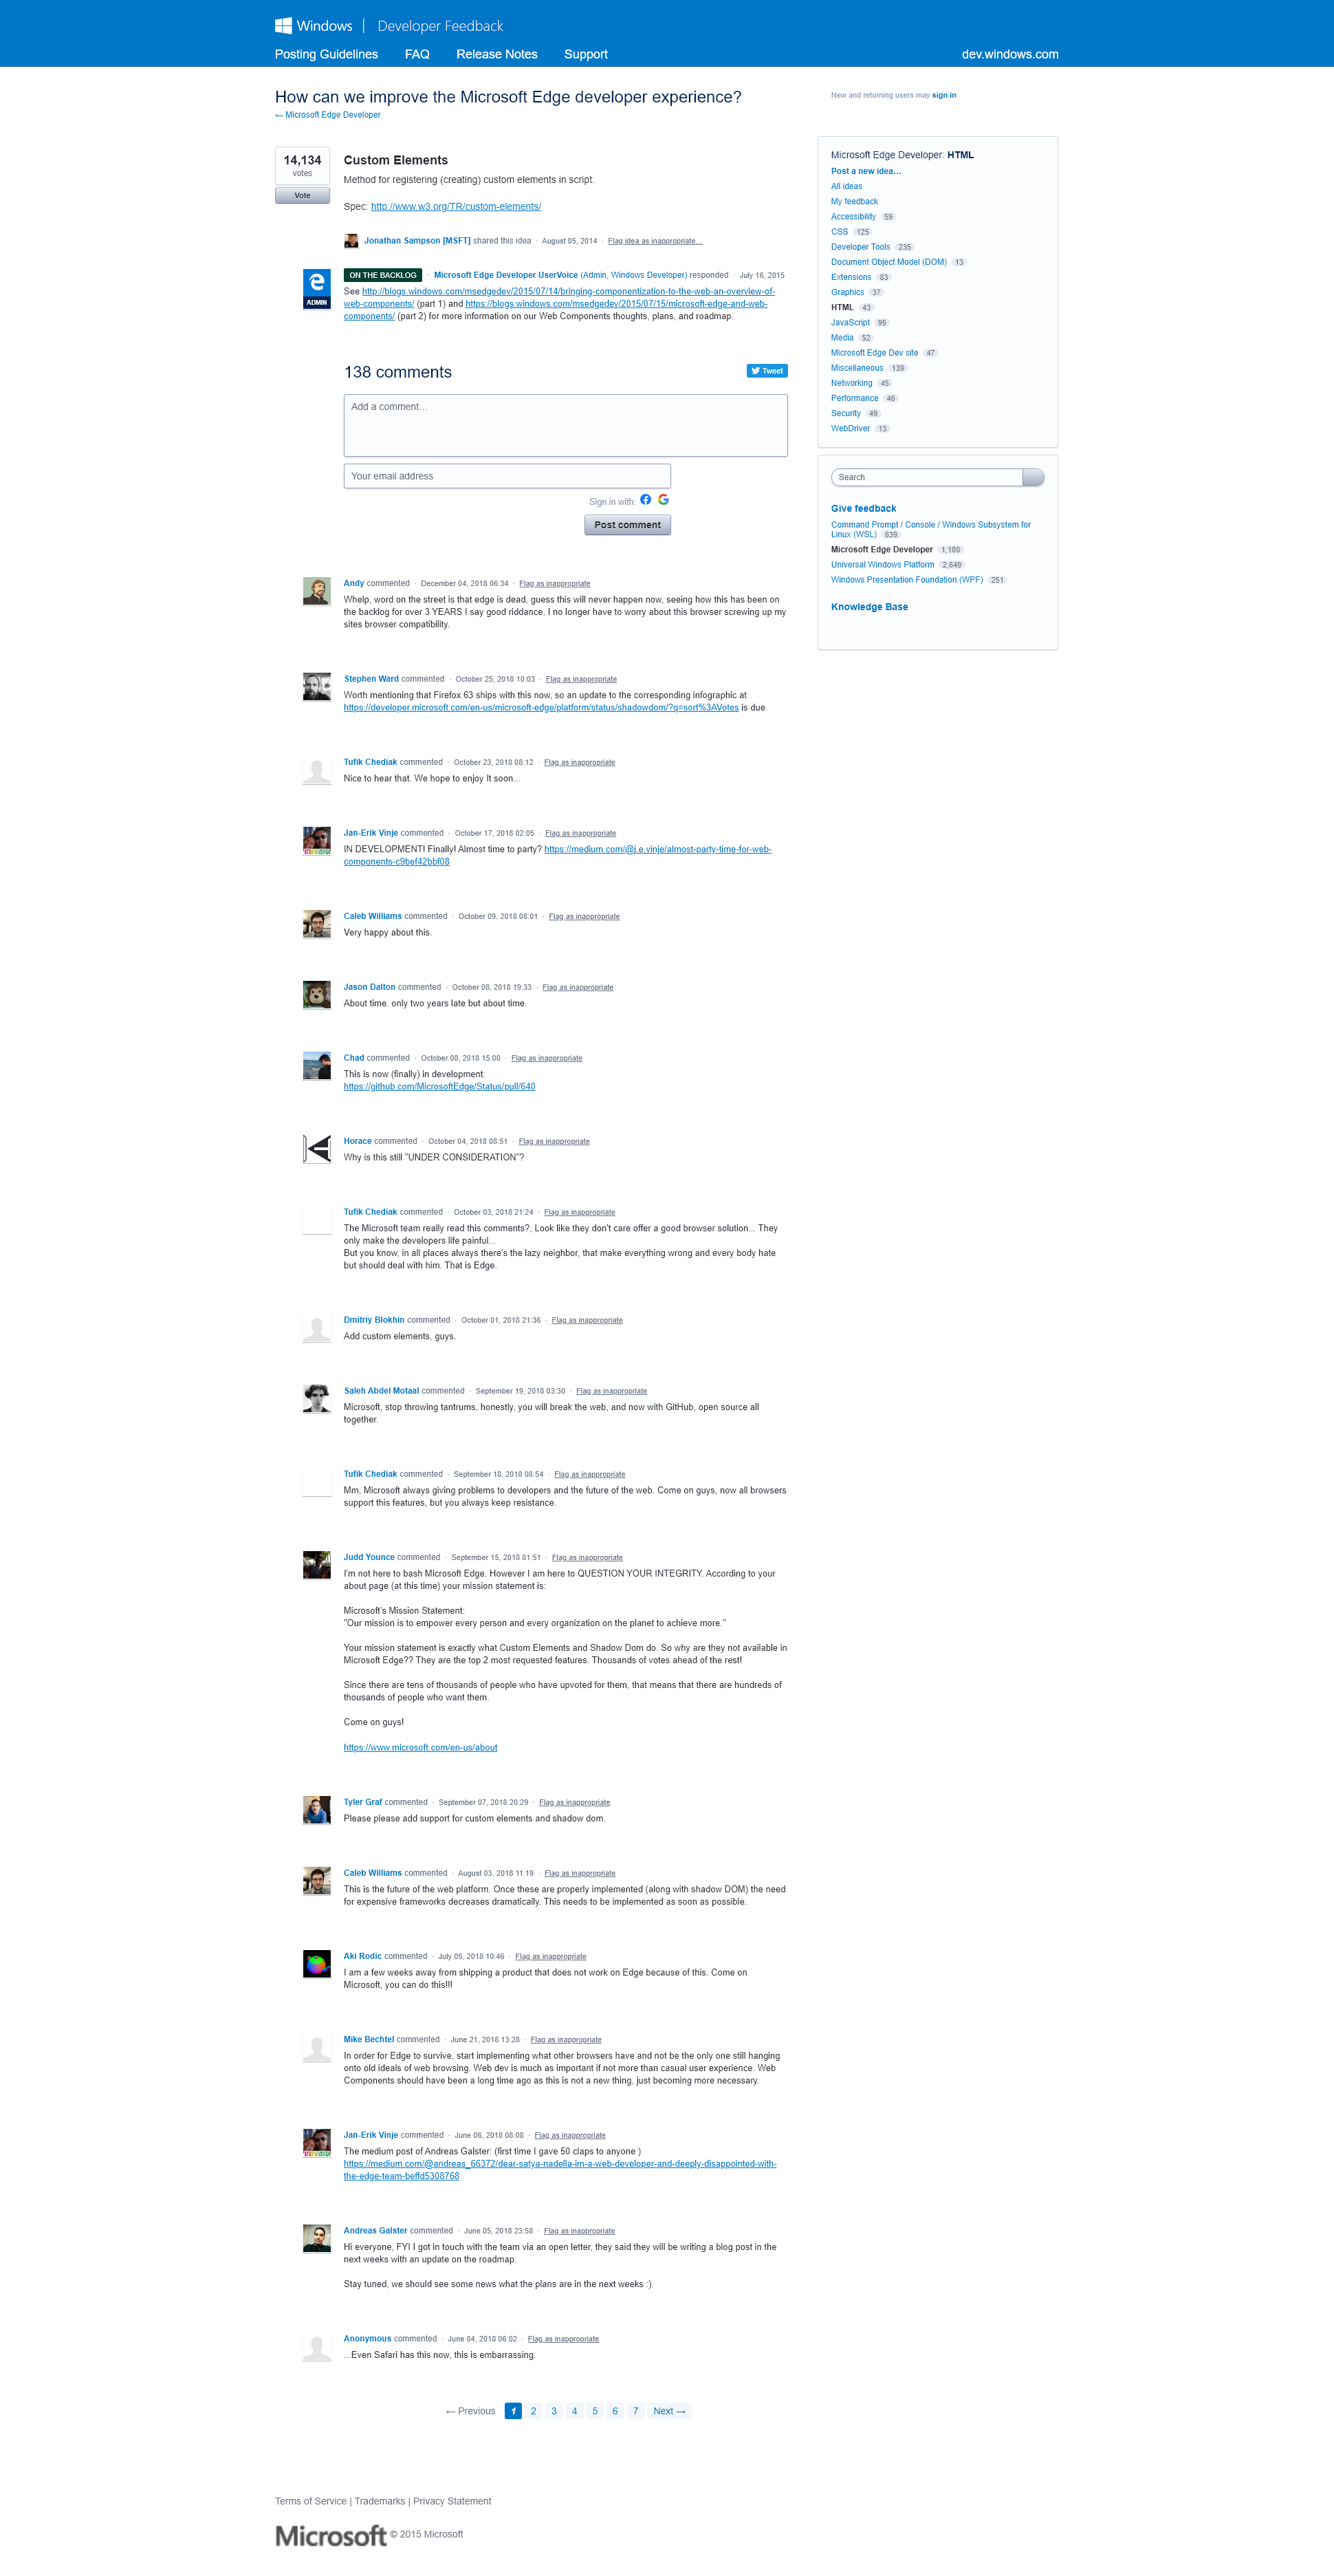 Windows | Developer Feedback
Posting Guidelines FAQ Release Notes Support dev.windows.com
How can we improve the Microsoft Edge developer experience?
← Microsoft Edge Developer
14,134
votes
Vote
Custom Elements
Method for registering (creating) custom elements in script.
Spec: http://www.w3.org/TR/custom-elements/
Jonathan Sampson [MSFT] shared this idea · August 05, 2014 · Flag idea as inappropriate…
ADMIN
ON THE BACKLOG · Microsoft Edge Developer UserVoice (Admin, Windows Developer) responded · July 16, 2015
See http://blogs.windows.com/msedgedev/2015/07/14/bringing-componentization-to-the-web-an-overview-of-
web-components/ (part 1) and https://blogs.windows.com/msedgedev/2015/07/15/microsoft-edge-and-web-
components/ (part 2) for more information on our Web Components thoughts, plans, and roadmap.
138 comments
Tweet
Add a comment…
Your email address
Sign in with:
Post comment
Andy commented · December 04, 2018 06:34 · Flag as inappropriate
Whelp, word on the street is that edge is dead, guess this will never happen now, seeing how this has been on
the backlog for over 3 YEARS I say good riddance, I no longer have to worry about this browser screwing up my
sites browser compatibility.
Stephen Ward commented · October 25, 2018 10:03 · Flag as inappropriate
Worth mentioning that Firefox 63 ships with this now, so an update to the corresponding infographic at
https://developer.microsoft.com/en-us/microsoft-edge/platform/status/shadowdom/?q=sort%3AVotes is due.
Tufik Chediak commented · October 23, 2018 08:12 · Flag as inappropriate
Nice to hear that. We hope to enjoy It soon...
Jan-Erik Vinje commented · October 17, 2018 02:05 · Flag as inappropriate
IN DEVELOPMENT! Finally! Almost time to party? https://medium.com/@j.e.vinje/almost-party-time-for-web-
components-c9bef42bbf08
Caleb Williams commented · October 09, 2018 08:01 · Flag as inappropriate
Very happy about this.
Jason Dalton commented · October 08, 2018 19:33 · Flag as inappropriate
About time. only two years late but about time.
Chad commented · October 08, 2018 15:00 · Flag as inappropriate
This is now (finally) in development:
https://github.com/MicrosoftEdge/Status/pull/640
Horace commented · October 04, 2018 08:51 · Flag as inappropriate
Why is this still "UNDER CONSIDERATION"?
Tufik Chediak commented · October 03, 2018 21:24 · Flag as inappropriate
The Microsoft team really read this comments?, Look like they don't care offer a good browser solution... They
only make the developers life painful...
But you know, in all places always there's the lazy neighbor, that make everything wrong and every body hate
but should deal with him. That is Edge.
Dmitriy Blokhin commented · October 01, 2018 21:36 · Flag as inappropriate
Add custom elements, guys.
Saleh Abdel Motaal commented · September 19, 2018 03:30 · Flag as inappropriate
Microsoft, stop throwing tantrums, honestly, you will break the web, and now with GitHub, open source all
together.
Tufik Chediak commented · September 18, 2018 08:54 · Flag as inappropriate
Mm, Microsoft always giving problems to developers and the future of the web. Come on guys, now all browsers
support this features, but you always keep resistance.
Judd Younce commented · September 15, 2018 01:51 · Flag as inappropriate
I'm not here to bash Microsoft Edge. However I am here to QUESTION YOUR INTEGRITY. According to your
about page (at this time) your mission statement is:
Microsoft's Mission Statement:
"Our mission is to empower every person and every organization on the planet to achieve more."
Your mission statement is exactly what Custom Elements and Shadow Dom do. So why are they not available in
Microsoft Edge?? They are the top 2 most requested features. Thousands of votes ahead of the rest!
Since there are tens of thousands of people who have upvoted for them, that means that there are hundreds of
thousands of people who want them.
Come on guys!
https://www.microsoft.com/en-us/about
Tyler Graf commented · September 07, 2018 20:29 · Flag as inappropriate
Please please add support for custom elements and shadow dom.
Caleb Williams commented · August 03, 2018 11:19 · Flag as inappropriate
This is the future of the web platform. Once these are properly implemented (along with shadow DOM) the need
for expensive frameworks decreases dramatically. This needs to be implemented as soon as possible.
Aki Rodic commented · July 05, 2018 10:46 · Flag as inappropriate
I am a few weeks away from shipping a product that does not work on Edge because of this. Come on
Microsoft, you can do this!!!
Mike Bechtel commented · June 21, 2018 13:28 · Flag as inappropriate
In order for Edge to survive, start implementing what other browsers have and not be the only one still hanging
onto old ideals of web browsing. Web dev is much as important if not more than casual user experience. Web
Components should have been a long time ago as this is not a new thing, just becoming more necessary.
Jan-Erik Vinje commented · June 06, 2018 08:08 · Flag as inappropriate
The medium post of Andreas Galster: (first time I gave 50 claps to anyone )
https://medium.com/@andreas_66372/dear-satya-nadella-im-a-web-developer-and-deeply-disappointed-with-
the-edge-team-beffd5308768
Andreas Galster commented · June 05, 2018 23:58 · Flag as inappropriate
Hi everyone, FYI I got in touch with the team via an open letter, they said they will be writing a blog post in the
next weeks with an update on the roadmap.
Stay tuned, we should see some news what the plans are in the next weeks :).
Anonymous commented · June 04, 2018 06:02 · Flag as inappropriate
...Even Safari has this now, this is embarrassing.
← Previous 1 2 3 4 5 6 7 Next →
New and returning users may sign in
Microsoft Edge Developer: HTML
Post a new idea…
All ideas
My feedback
Accessibility 59
CSS 125
Developer Tools 235
Document Object Model (DOM) 13
Extensions 83
Graphics 37
HTML 43
JavaScript 95
Media 52
Microsoft Edge Dev site 47
Miscellaneous 139
Networking 45
Performance 46
Security 49
WebDriver 13
Search
Give feedback
Command Prompt / Console / Windows Subsystem for
Linux (WSL) 639
Microsoft Edge Developer 1,180
Universal Windows Platform 2,649
Windows Presentation Foundation (WPF) 251
Knowledge Base
Terms of Service | Trademarks | Privacy Statement
Microsoft © 2015 Microsoft